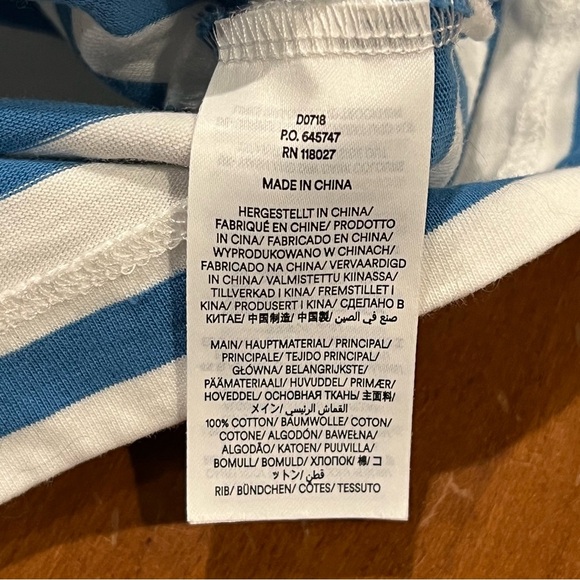 D0718
P.O. 645747
RN 118027
MADE IN CHINA
HERGESTELLT IN CHINA/
FABRIQUÉ EN CHINE/ PRODOTTO
IN CINA/ FABRICADO EN CHINA/
WYPRODUKOWANO W CHINACH/
FABRICADO NA CHINA/ VERVAARDIGD
IN CHINA/ VALMISTETTU KIINASSA/
TILLVERKAD I KINA/ FREMSTILLET I
KINA/ PRODUSERT I KINA/ СДЕЛАНО В
КИТАЕ/ 中国制造/ 中国製/ صنع في الصين
MAIN/ HAUPTMATERIAL/ PRINCIPAL/
PRINCIPALE/ TEJIDO PRINCIPAL/
GŁÓWNA/ BELANGRIJKSTE/
PÄÄMATERIAALI/ HUVUDDEL/ PRIMÆR/
HOVEDDEL/ ОСНОВНАЯ ТКАНЬ/ 主面料/
メイン/ القماش الرئيسي/
100% COTTON/ BAUMWOLLE/ COTON/
COTONE/ ALGODÓN/ BAWEŁNA/
ALGODÃO/ KATOEN/ PUUVILLA/
BOMULL/ BOMULD/ ХЛОПОК/ 棉/ コ
ットン/ قطن/
RIB/ BÜNDCHEN/ CÔTES/ TESSUTO